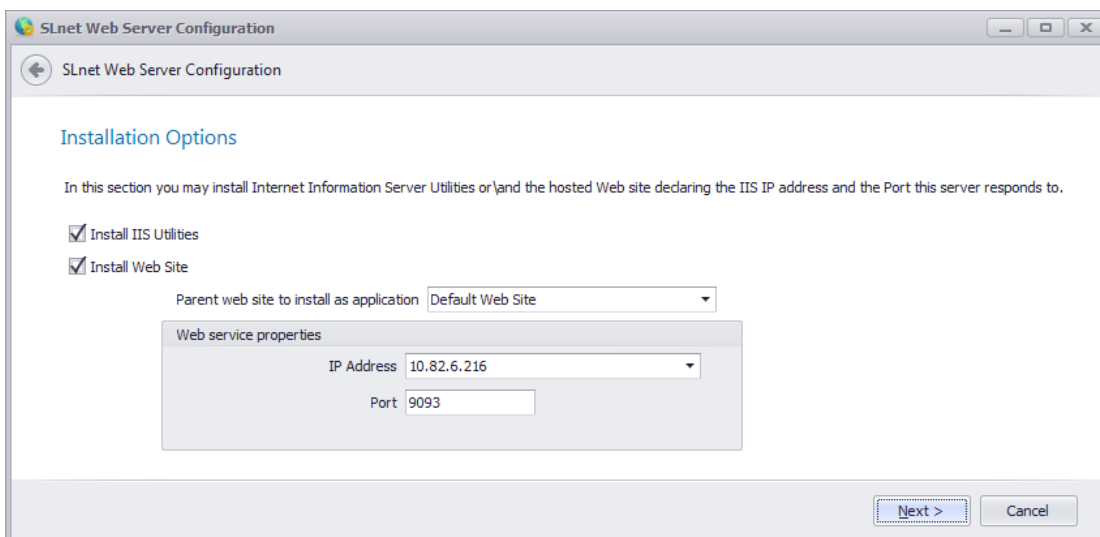 SLnet Web Server Configuration
SLnet Web Server Configuration
Installation Options
In this section you may install Internet Information Server Utilities or\and the hosted Web site declaring the IIS IP address and the Port this server responds to.
Install IIS Utilities
Install Web Site
Parent web site to install as application Default Web Site
Web service properties
IP Address 10.82.6.216
Port 9093
Next > Cancel